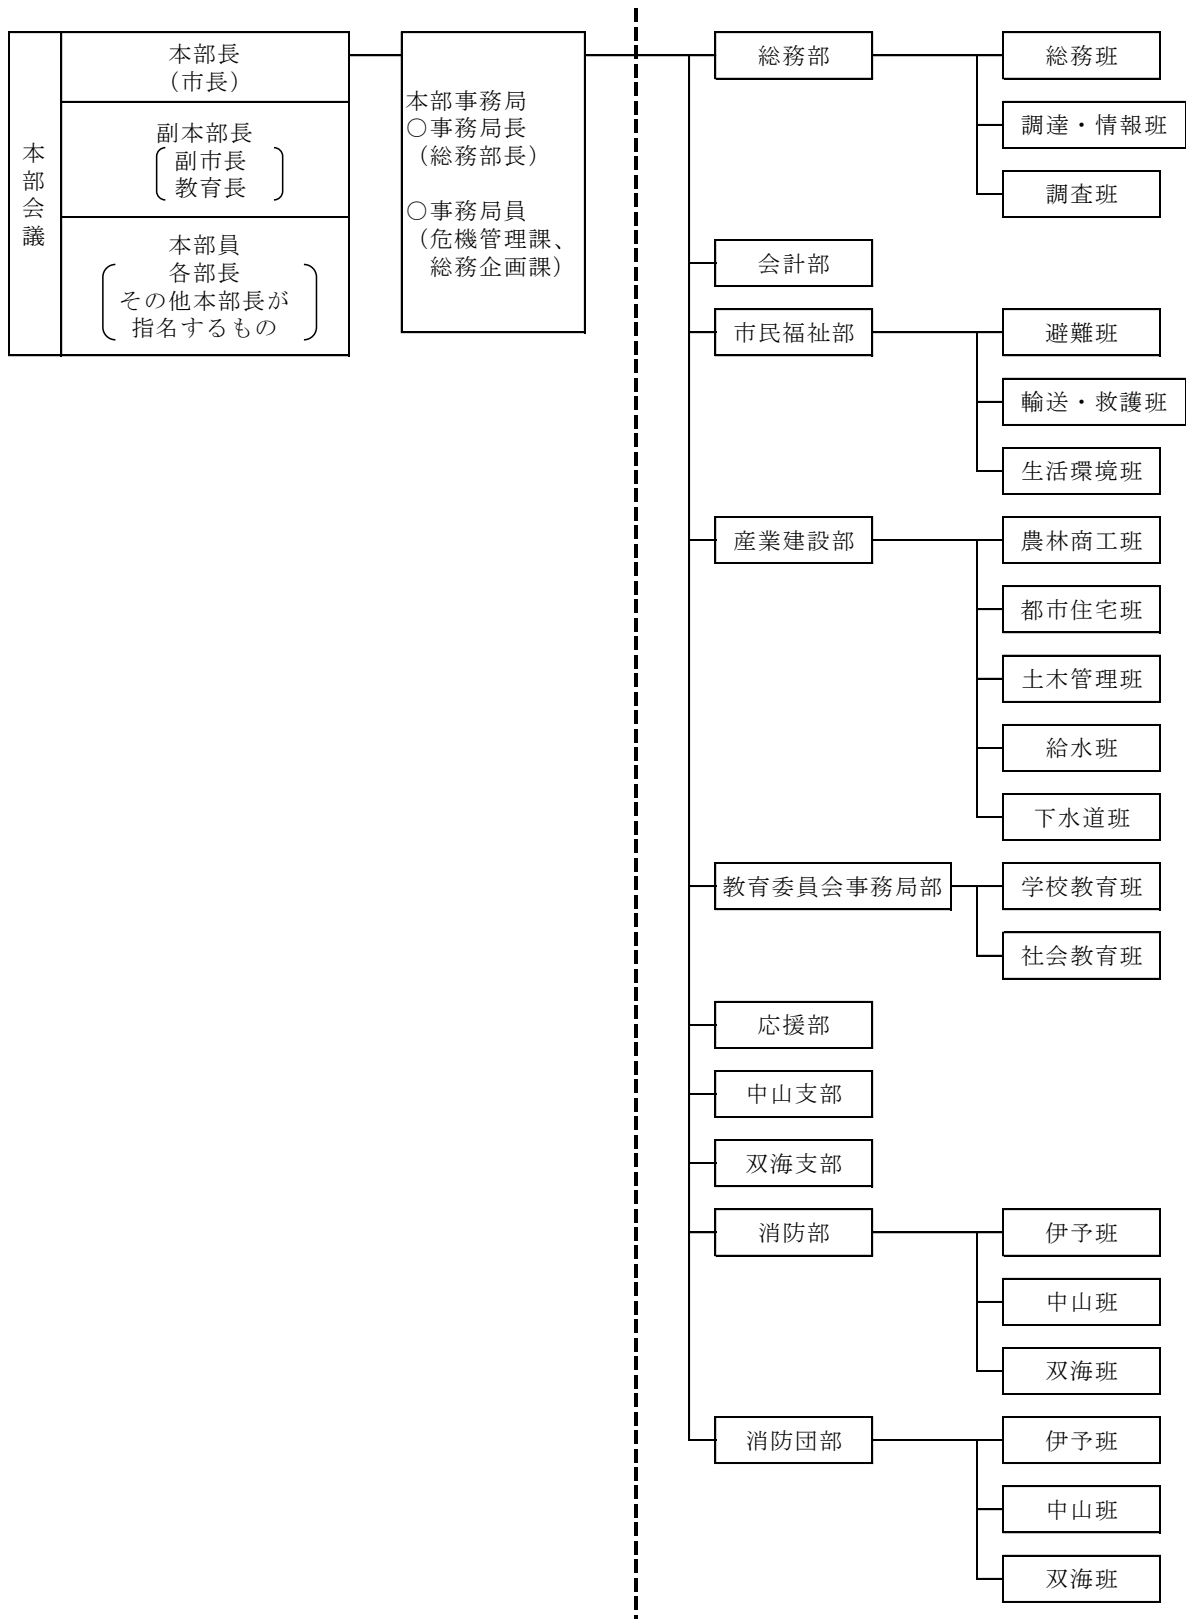 本部会議
本部長
（市長）
副本部長
副市長
教育長
本部員
各部長
その他本部長が
指名するもの
本部事務局
○事務局長
（総務部長）
○事務局員
（危機管理課、
総務企画課）
総務部
総務班
調達・情報班
調査班
会計部
市民福祉部
避難班
輸送・救護班
生活環境班
産業建設部
農林商工班
都市住宅班
土木管理班
給水班
下水道班
教育委員会事務局部
学校教育班
社会教育班
応援部
中山支部
双海支部
消防部
伊予班
中山班
双海班
消防団部
伊予班
中山班
双海班